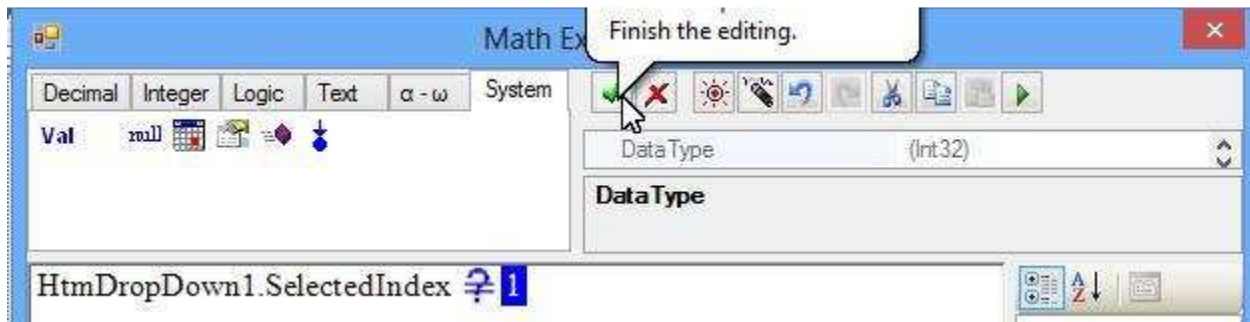 Math Ex
Finish the editing.
Decimal Integer Logic Text α - ω System
Val null
DataType (Int32)
DataType
HtmDropDown1.SelectedIndex ≟ 1
A
Z